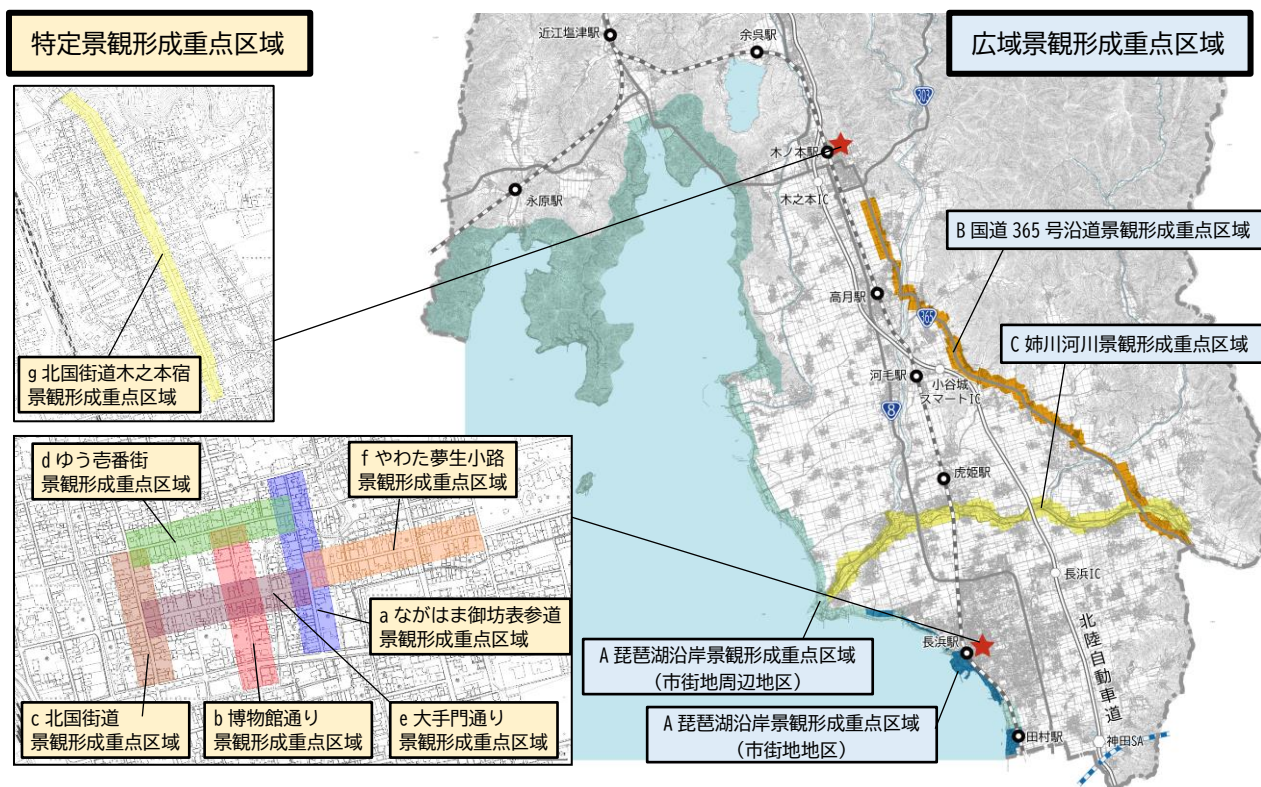 特定景観形成重点区域
広域景観形成重点区域
近江塩津駅
余呉駅
303
木ノ本駅
木之本IC
永原駅
B 国道 365 号沿道景観形成重点区域
高月駅
365
C 姉川河川景観形成重点区域
河毛駅
小谷城
スマートIC
8
虎姫駅
長浜IC
北陸自動車道
長浜駅
A 琵琶湖沿岸景観形成重点区域
（市街地周辺地区）
A 琵琶湖沿岸景観形成重点区域
（市街地地区）
田村駅
神田SA
g 北国街道木之本宿
景観形成重点区域
d ゆう壱番街
景観形成重点区域
f やわた夢生小路
景観形成重点区域
a ながはま御坊表参道
景観形成重点区域
c 北国街道
景観形成重点区域
b 博物館通り
景観形成重点区域
e 大手門通り
景観形成重点区域